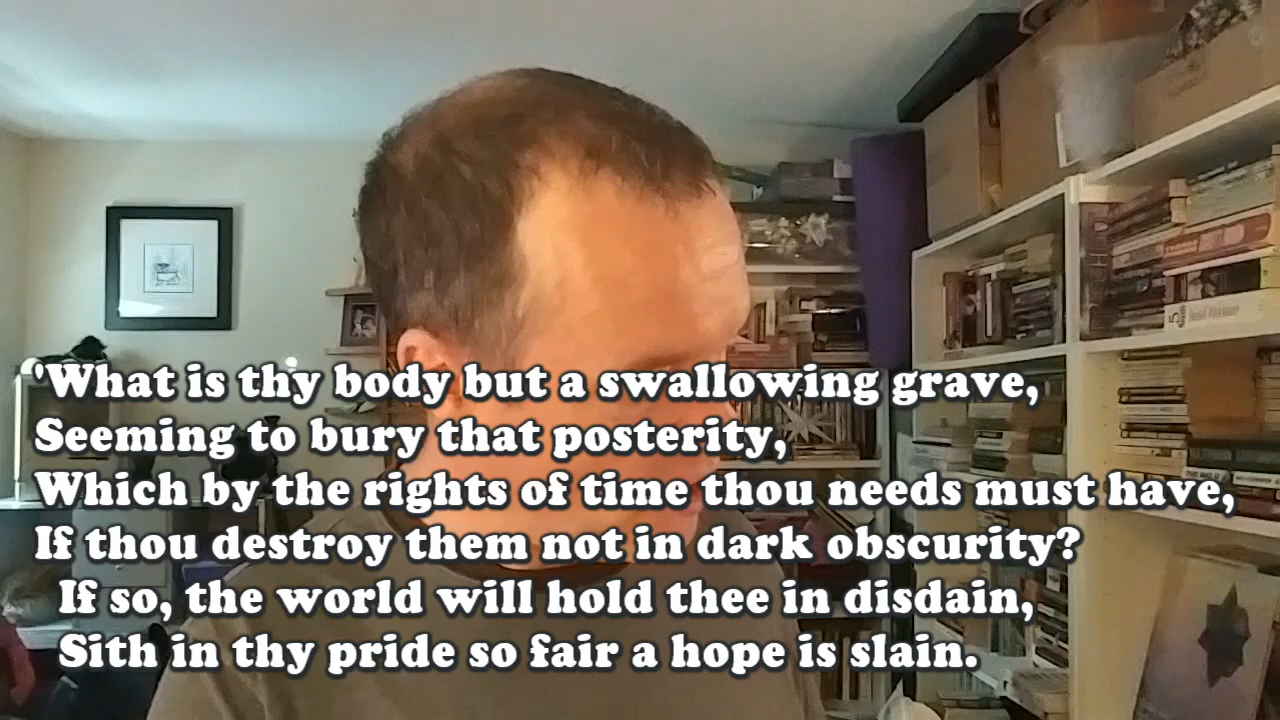 'What is thy body but a swallowing grave,
Seeming to bury that posterity,
Which by the rights of time thou needs must have,
If thou destroy them not in dark obscurity?
If so, the world will hold thee in disdain,
Sith in thy pride so fair a hope is slain.